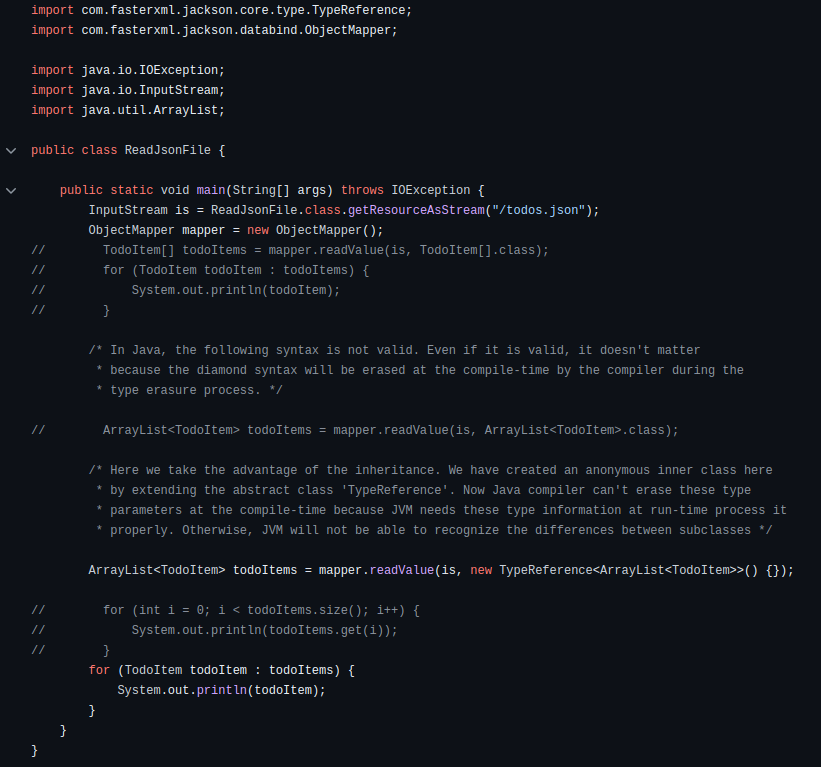 import com.fasterxml.jackson.core.type.TypeReference;
import com.fasterxml.jackson.databind.ObjectMapper;

import java.io.IOException;
import java.io.InputStream;
import java.util.ArrayList;

public class ReadJsonFile {

    public static void main(String[] args) throws IOException {
        InputStream is = ReadJsonFile.class.getResourceAsStream("/todos.json");
        ObjectMapper mapper = new ObjectMapper();
//        TodoItem[] todoItems = mapper.readValue(is, TodoItem[].class);
//        for (TodoItem todoItem : todoItems) {
//            System.out.println(todoItem);
//        }

        /* In Java, the following syntax is not valid. Even if it is valid, it doesn't matter
         * because the diamond syntax will be erased at the compile-time by the compiler during the
         * type erasure process. */

//        ArrayList<TodoItem> todoItems = mapper.readValue(is, ArrayList<TodoItem>.class);

        /* Here we take the advantage of the inheritance. We have created an anonymous inner class here
         * by extending the abstract class 'TypeReference'. Now Java compiler can't erase these type
         * parameters at the compile-time because JVM needs these type information at run-time process it
         * properly. Otherwise, JVM will not be able to recognize the differences between subclasses */

        ArrayList<TodoItem> todoItems = mapper.readValue(is, new TypeReference<ArrayList<TodoItem>>() {});

//        for (int i = 0; i < todoItems.size(); i++) {
//            System.out.println(todoItems.get(i));
//        }
        for (TodoItem todoItem : todoItems) {
            System.out.println(todoItem);
        }
    }
}